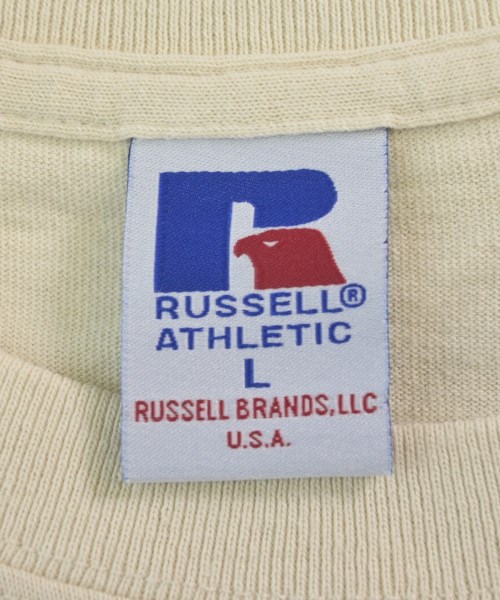 RUSSELL®
ATHLETIC
L
RUSSELL BRANDS, LLC
U.S.A.